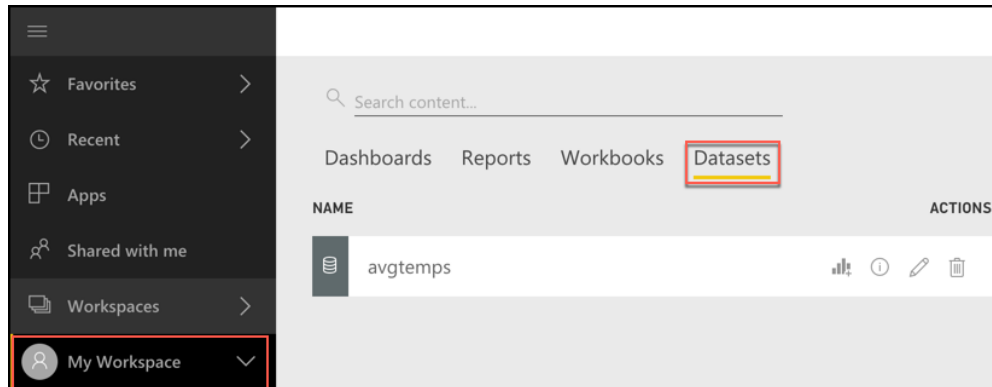 Favorites
Recent
Apps
Shared with me
Workspaces
My Workspace
Search content...
Dashboards Reports Workbooks Datasets
NAME ACTIONS
avgtemps